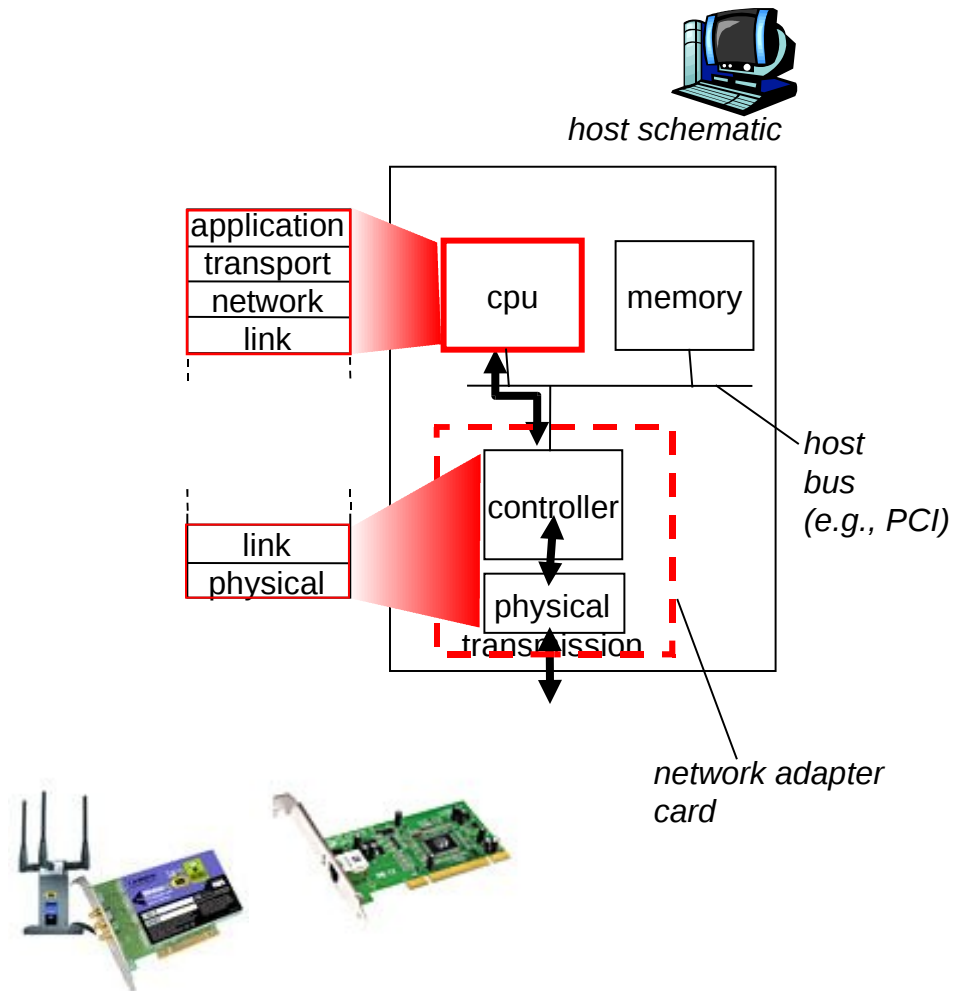 host schematic
application
transport
network
link
cpu
memory
host
bus
(e.g., PCI)
controller
link
physical
physical
transmission
network adapter
card